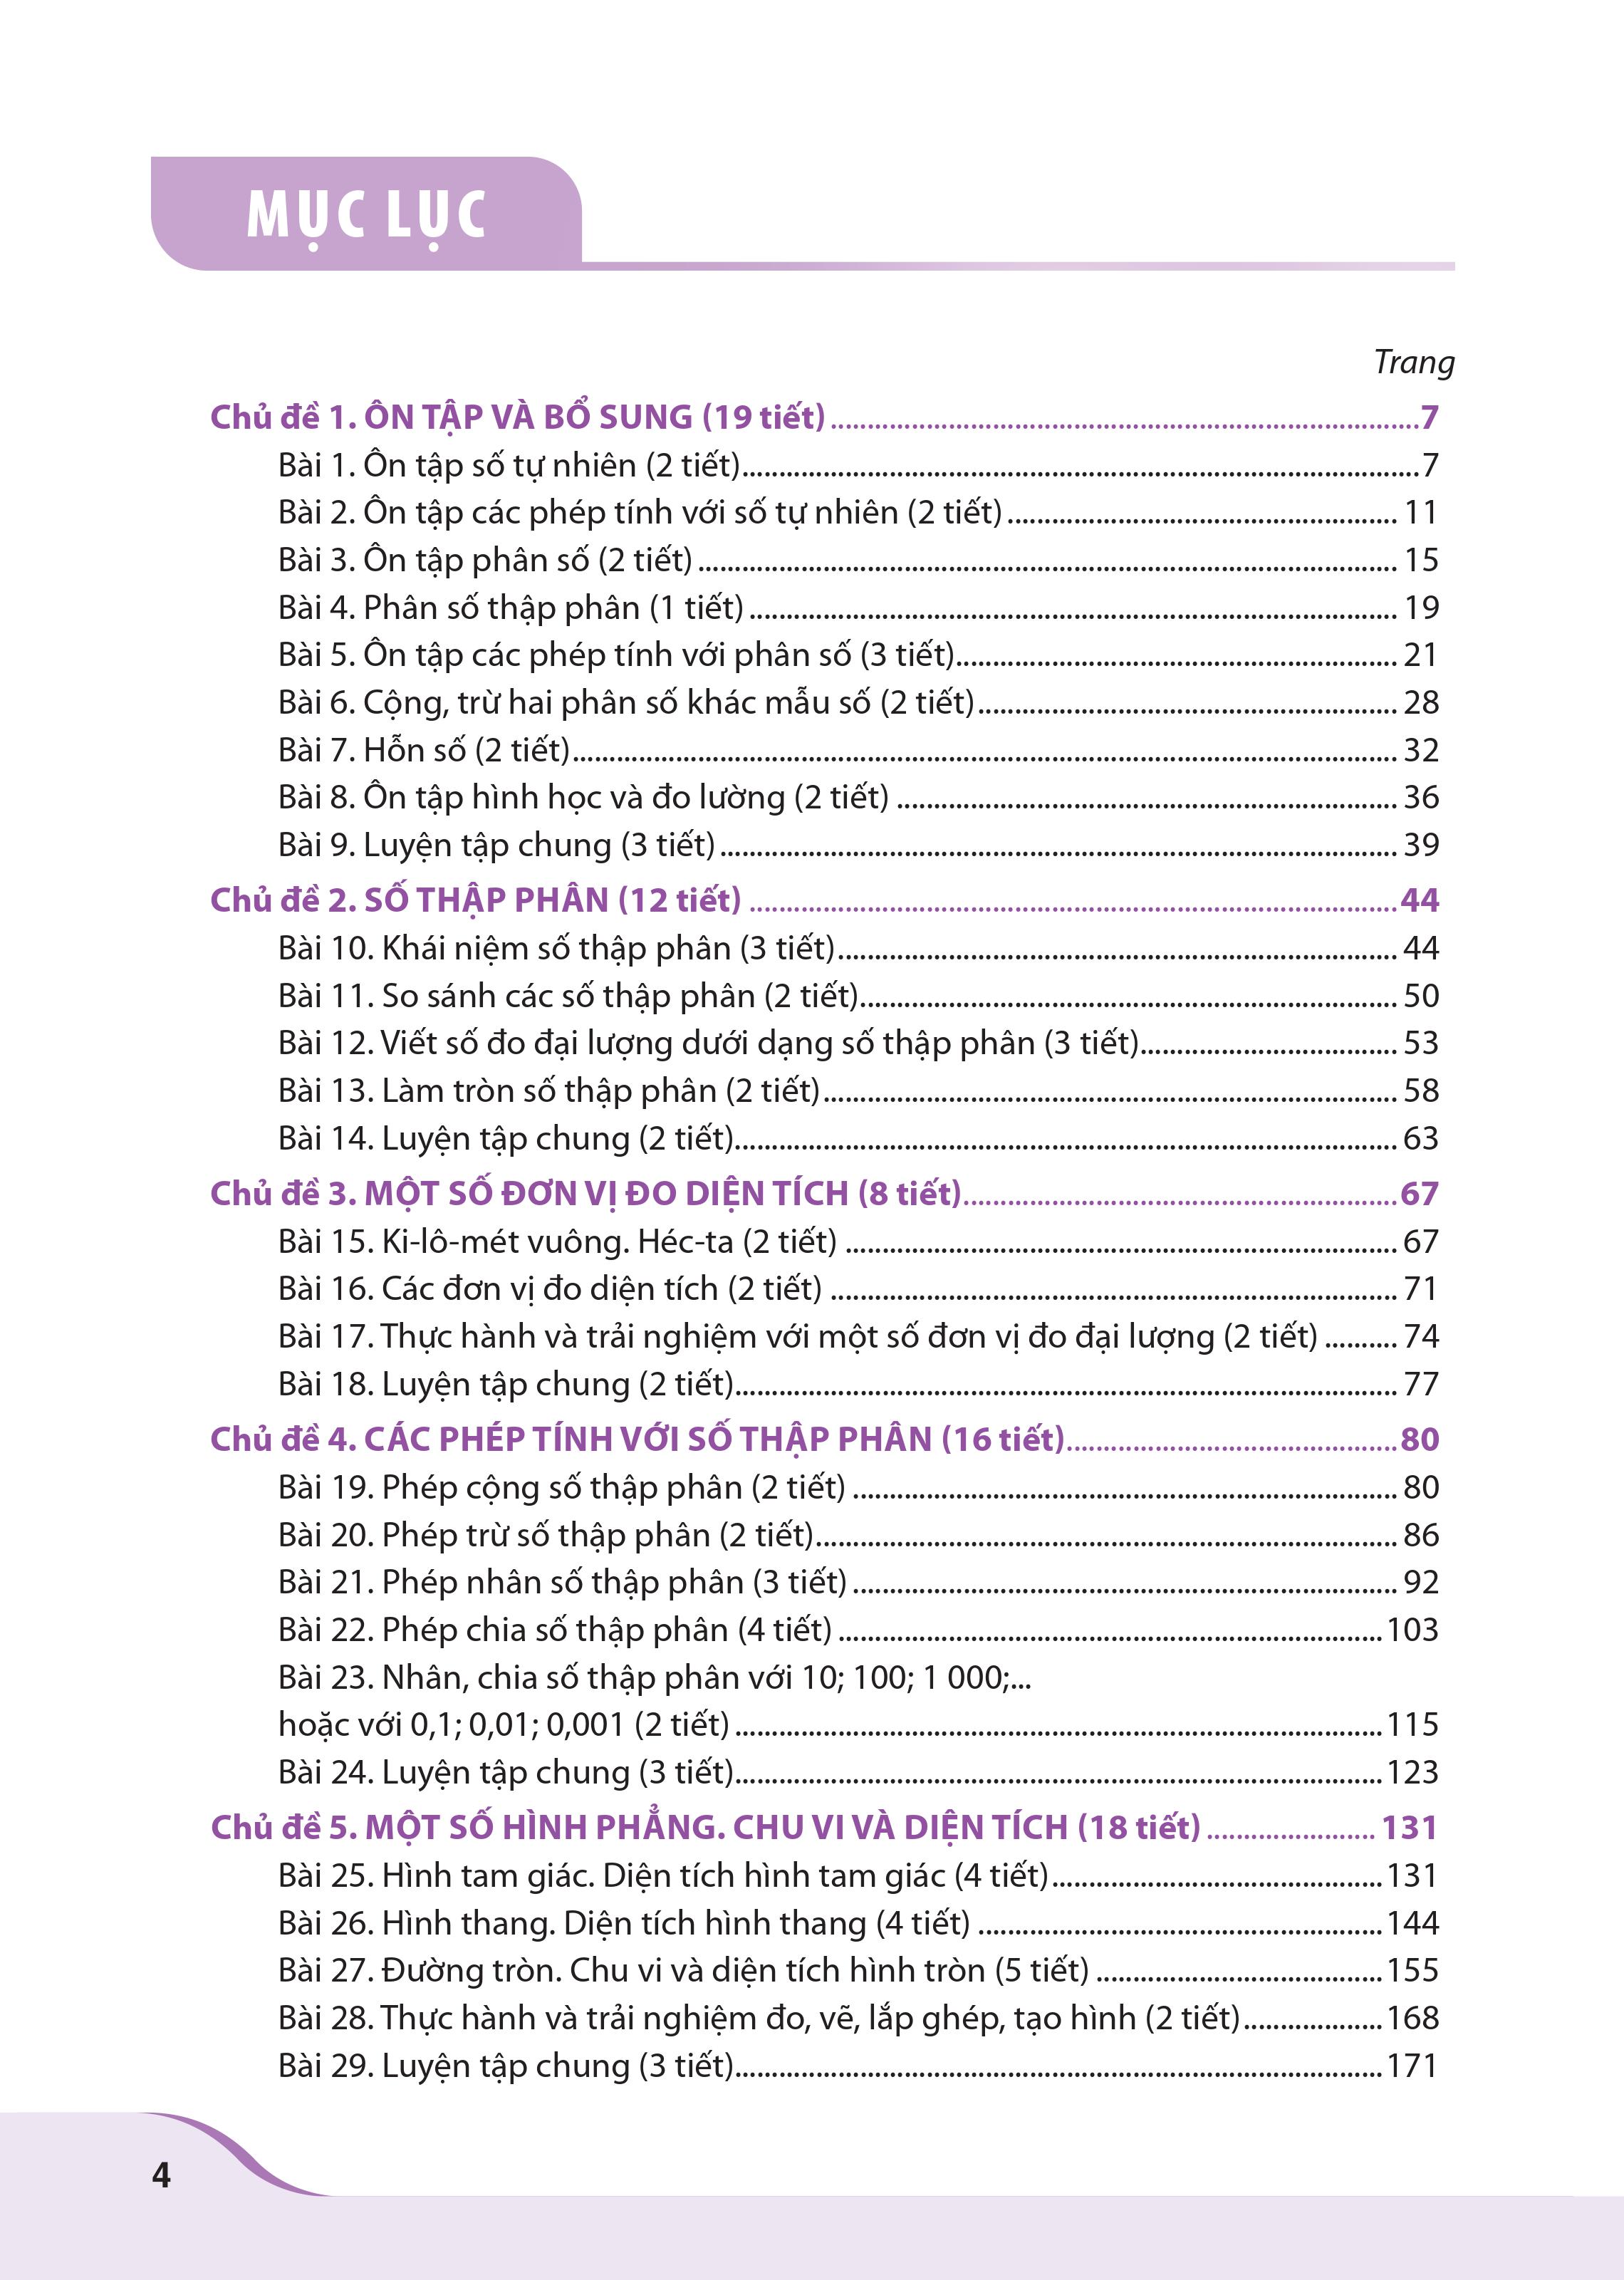 MỤC LỤC
Trang
Chủ đề 1. ÔN TẬP VÀ BỔ SUNG (19 tiết) 7
Bài 1. Ôn tập số tự nhiên (2 tiết) 7
Bài 2. Ôn tập các phép tính với số tự nhiên (2 tiết) 11
Bài 3. Ôn tập phân số (2 tiết) 15
Bài 4. Phân số thập phân (1 tiết) 19
Bài 5. Ôn tập các phép tính với phân số (3 tiết) 21
Bài 6. Cộng, trừ hai phân số khác mẫu số (2 tiết) 28
Bài 7. Hỗn số (2 tiết) 32
Bài 8. Ôn tập hình học và đo lường (2 tiết) 36
Bài 9. Luyện tập chung (3 tiết) 39
Chủ đề 2. SỐ THẬP PHÂN (12 tiết) 44
Bài 10. Khái niệm số thập phân (3 tiết) 44
Bài 11. So sánh các số thập phân (2 tiết) 50
Bài 12. Viết số đo đại lượng dưới dạng số thập phân (3 tiết) 53
Bài 13. Làm tròn số thập phân (2 tiết) 58
Bài 14. Luyện tập chung (2 tiết) 63
Chủ đề 3. MỘT SỐ ĐƠN VỊ ĐO DIỆN TÍCH (8 tiết) 67
Bài 15. Ki-lô-mét vuông. Héc-ta (2 tiết) 67
Bài 16. Các đơn vị đo diện tích (2 tiết) 71
Bài 17. Thực hành và trải nghiệm với một số đơn vị đo đại lượng (2 tiết) 74
Bài 18. Luyện tập chung (2 tiết) 77
Chủ đề 4. CÁC PHÉP TÍNH VỚI SỐ THẬP PHÂN (16 tiết) 80
Bài 19. Phép cộng số thập phân (2 tiết) 80
Bài 20. Phép trừ số thập phân (2 tiết) 86
Bài 21. Phép nhân số thập phân (3 tiết) 92
Bài 22. Phép chia số thập phân (4 tiết) 103
Bài 23. Nhân, chia số thập phân với 10; 100; 1 000;...
hoặc với 0,1; 0,01; 0,001 (2 tiết) 115
Bài 24. Luyện tập chung (3 tiết) 123
Chủ đề 5. MỘT SỐ HÌNH PHẲNG. CHU VI VÀ DIỆN TÍCH (18 tiết) 131
Bài 25. Hình tam giác. Diện tích hình tam giác (4 tiết) 131
Bài 26. Hình thang. Diện tích hình thang (4 tiết) 144
Bài 27. Đường tròn. Chu vi và diện tích hình tròn (5 tiết) 155
Bài 28. Thực hành và trải nghiệm đo, vẽ, lắp ghép, tạo hình (2 tiết) 168
Bài 29. Luyện tập chung (3 tiết) 171
4